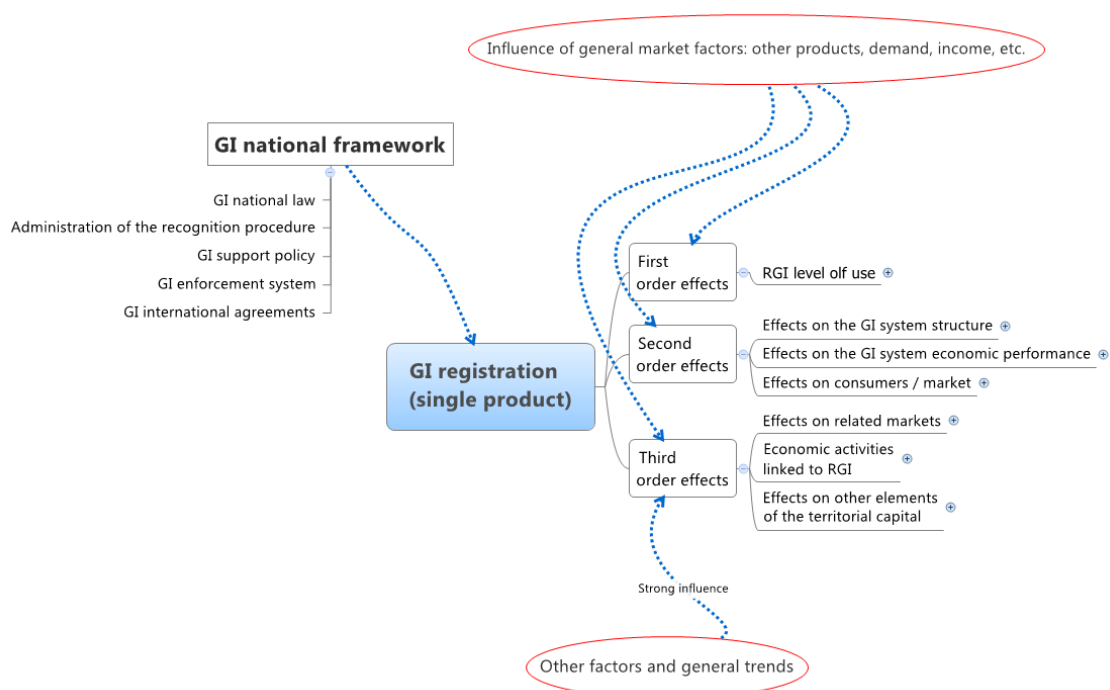 Influence of general market factors: other products, demand, income, etc.
GI national framework
GI national law
Administration of the recognition procedure
GI support policy
GI enforcement system
GI international agreements
GI registration
(single product)
First
order effects
RGI level olf use
Second
order effects
Effects on the GI system structure
Effects on the GI system economic performance
Effects on consumers / market
Third
order effects
Effects on related markets
Economic activities
linked to RGI
Effects on other elements
of the territorial capital
Strong influence
Other factors and general trends